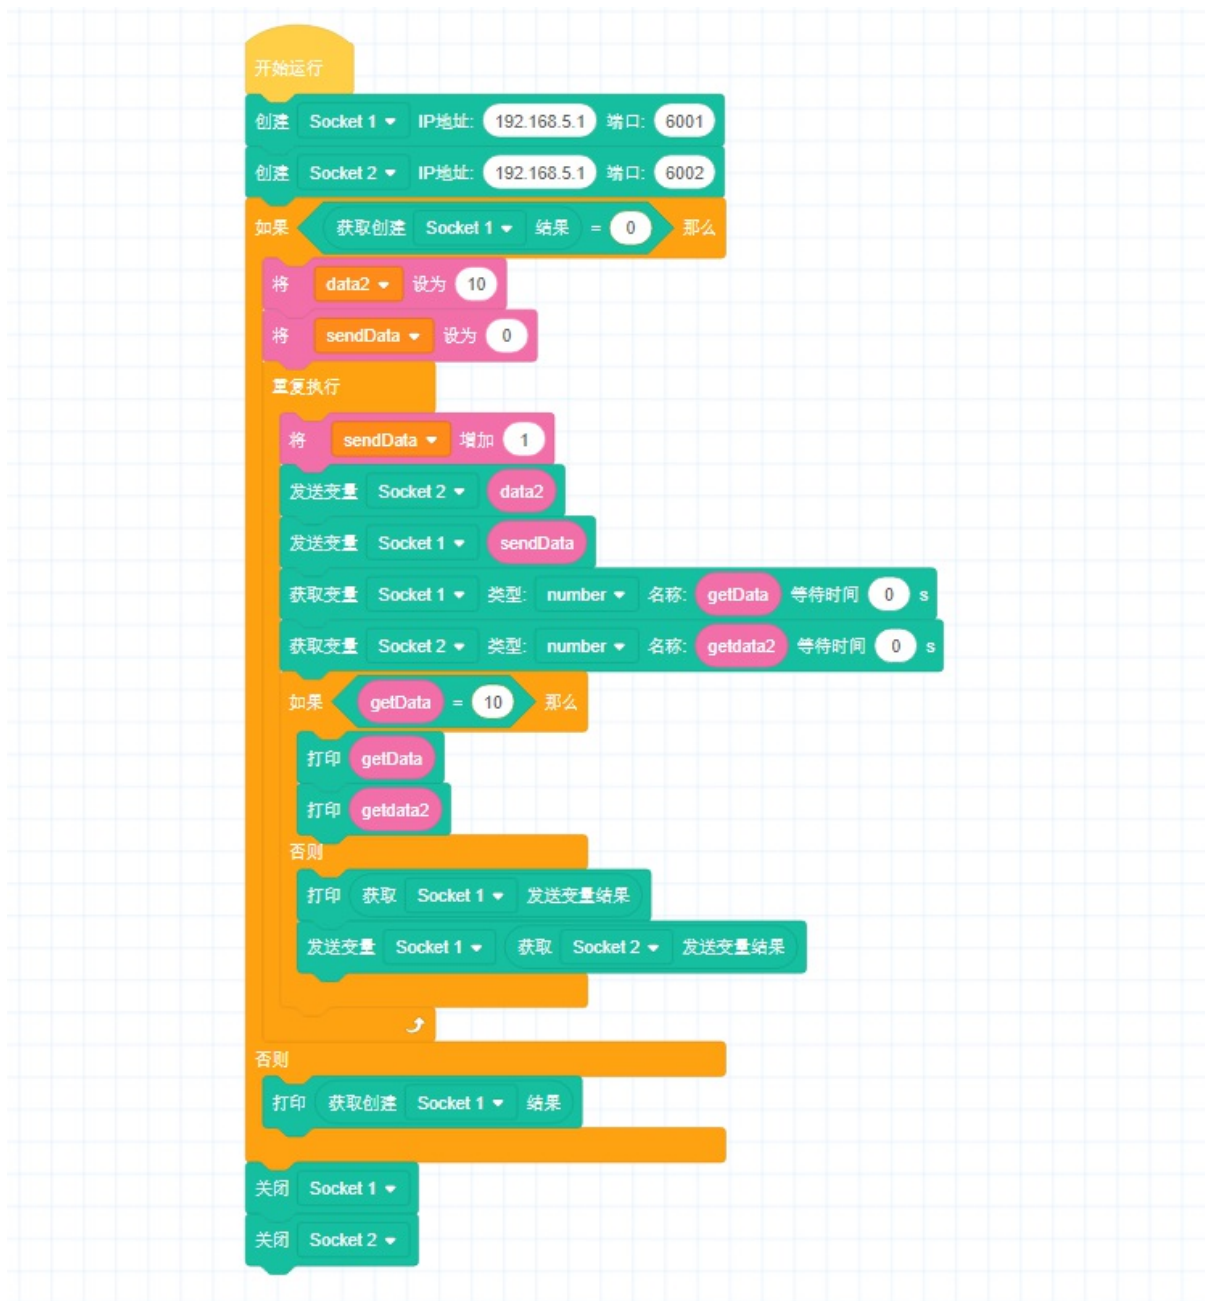 开始运行
创建 Socket 1 IP地址: 192.168.5.1 端口: 6001
创建 Socket 2 IP地址: 192.168.5.1 端口: 6002
如果 获取创建 Socket 1 结果 = 0 那么
将 data2 设为 10
将 sendData 设为 0
重复执行
将 sendData 增加 1
发送变量 Socket 2 data2
发送变量 Socket 1 sendData
获取变量 Socket 1 类型: number 名称: getData 等待时间 0 s
获取变量 Socket 2 类型: number 名称: getdata2 等待时间 0 s
如果 getData = 10 那么
打印 getData
打印 getdata2
否则
打印 获取 Socket 1 发送变量结果
发送变量 Socket 1 获取 Socket 2 发送变量结果
否则
打印 获取创建 Socket 1 结果
关闭 Socket 1
关闭 Socket 2